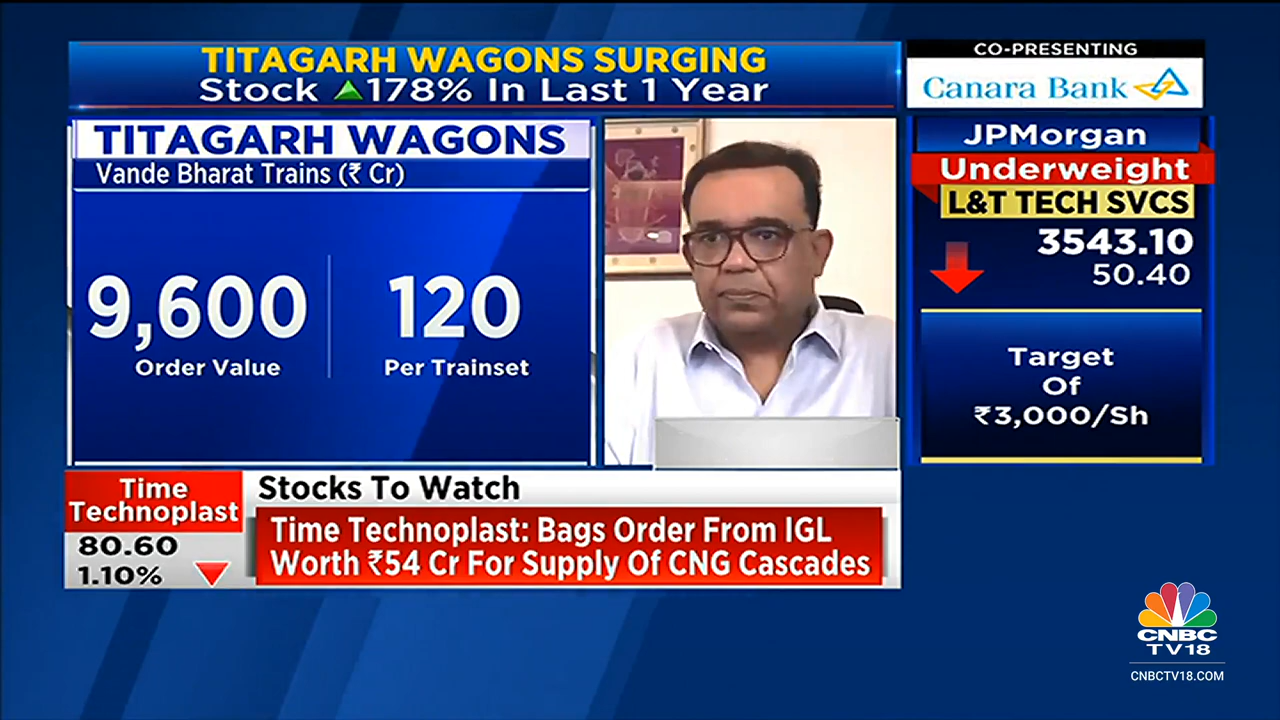 TITAGARH WAGONS SURGING
Stock ▲178% In Last 1 Year
CO-PRESENTING
Canara Bank
TITAGARH WAGONS
Vande Bharat Trains (₹ Cr)
9,600
Order Value
120
Per Trainset
JPMorgan
Underweight
L&T TECH SVCS
3543.10
50.40
Target
Of
₹3,000/Sh
Time
Technoplast
80.60
1.10%
Stocks To Watch
Time Technoplast: Bags Order From IGL
Worth ₹54 Cr For Supply Of CNG Cascades
CNBC
TV18
CNBCTV18.COM